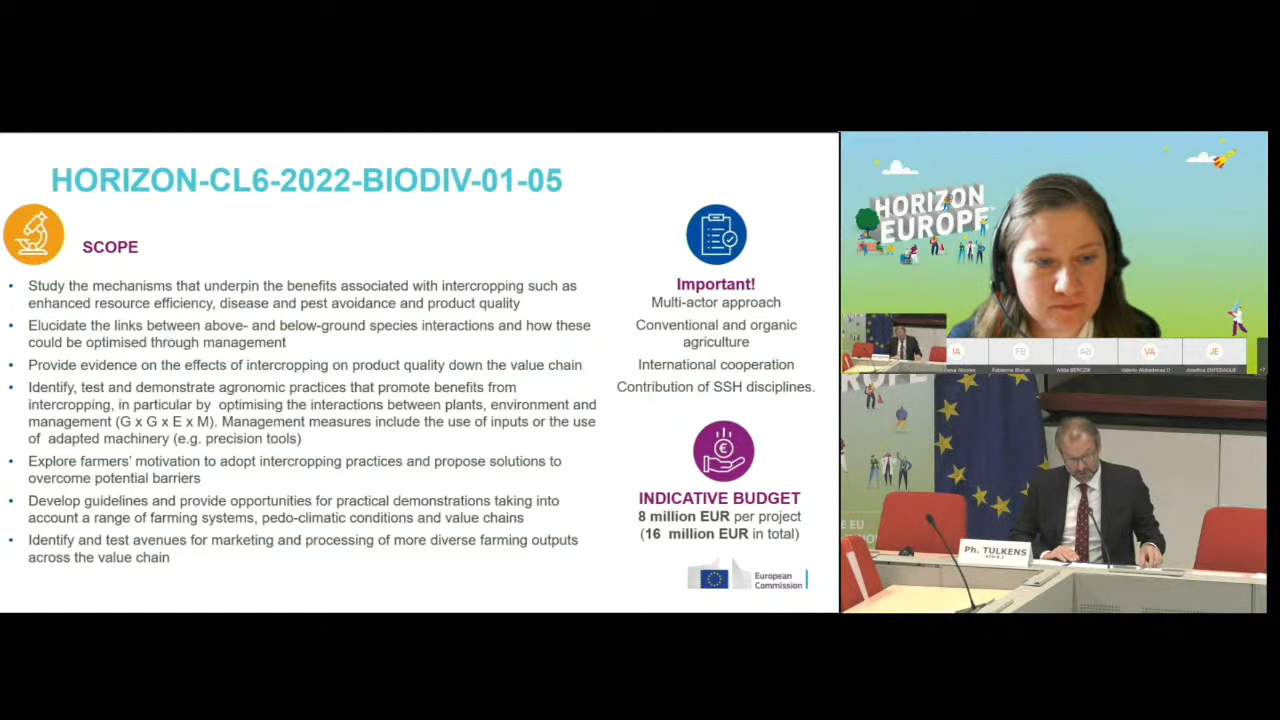 HORIZON-CL6-2022-BIODIV-01-05
SCOPE
• Study the mechanisms that underpin the benefits associated with intercropping such as
enhanced resource efficiency, disease and pest avoidance and product quality
• Elucidate the links between above- and below-ground species interactions and how these
could be optimised through management
• Provide evidence on the effects of intercropping on product quality down the value chain
• Identify, test and demonstrate agronomic practices that promote benefits from
intercropping, in particular by optimising the interactions between plants, environment and
management (G x G x E x M). Management measures include the use of inputs or the use
of adapted machinery (e.g. precision tools)
• Explore farmers' motivation to adopt intercropping practices and propose solutions to
overcome potential barriers
• Develop guidelines and provide opportunities for practical demonstrations taking into
account a range of farming systems, pedo-climatic conditions and value chains
• Identify and test avenues for marketing and processing of more diverse farming outputs
across the value chain
Important!
Multi-actor approach
Conventional and organic
agriculture
International cooperation
Contribution of SSH disciplines.
INDICATIVE BUDGET
8 million EUR per project
(16 million EUR in total)
European
Commission
HORIZON
EUROPE
IA
FB
AB
VA
JE
Ph. TULKENS